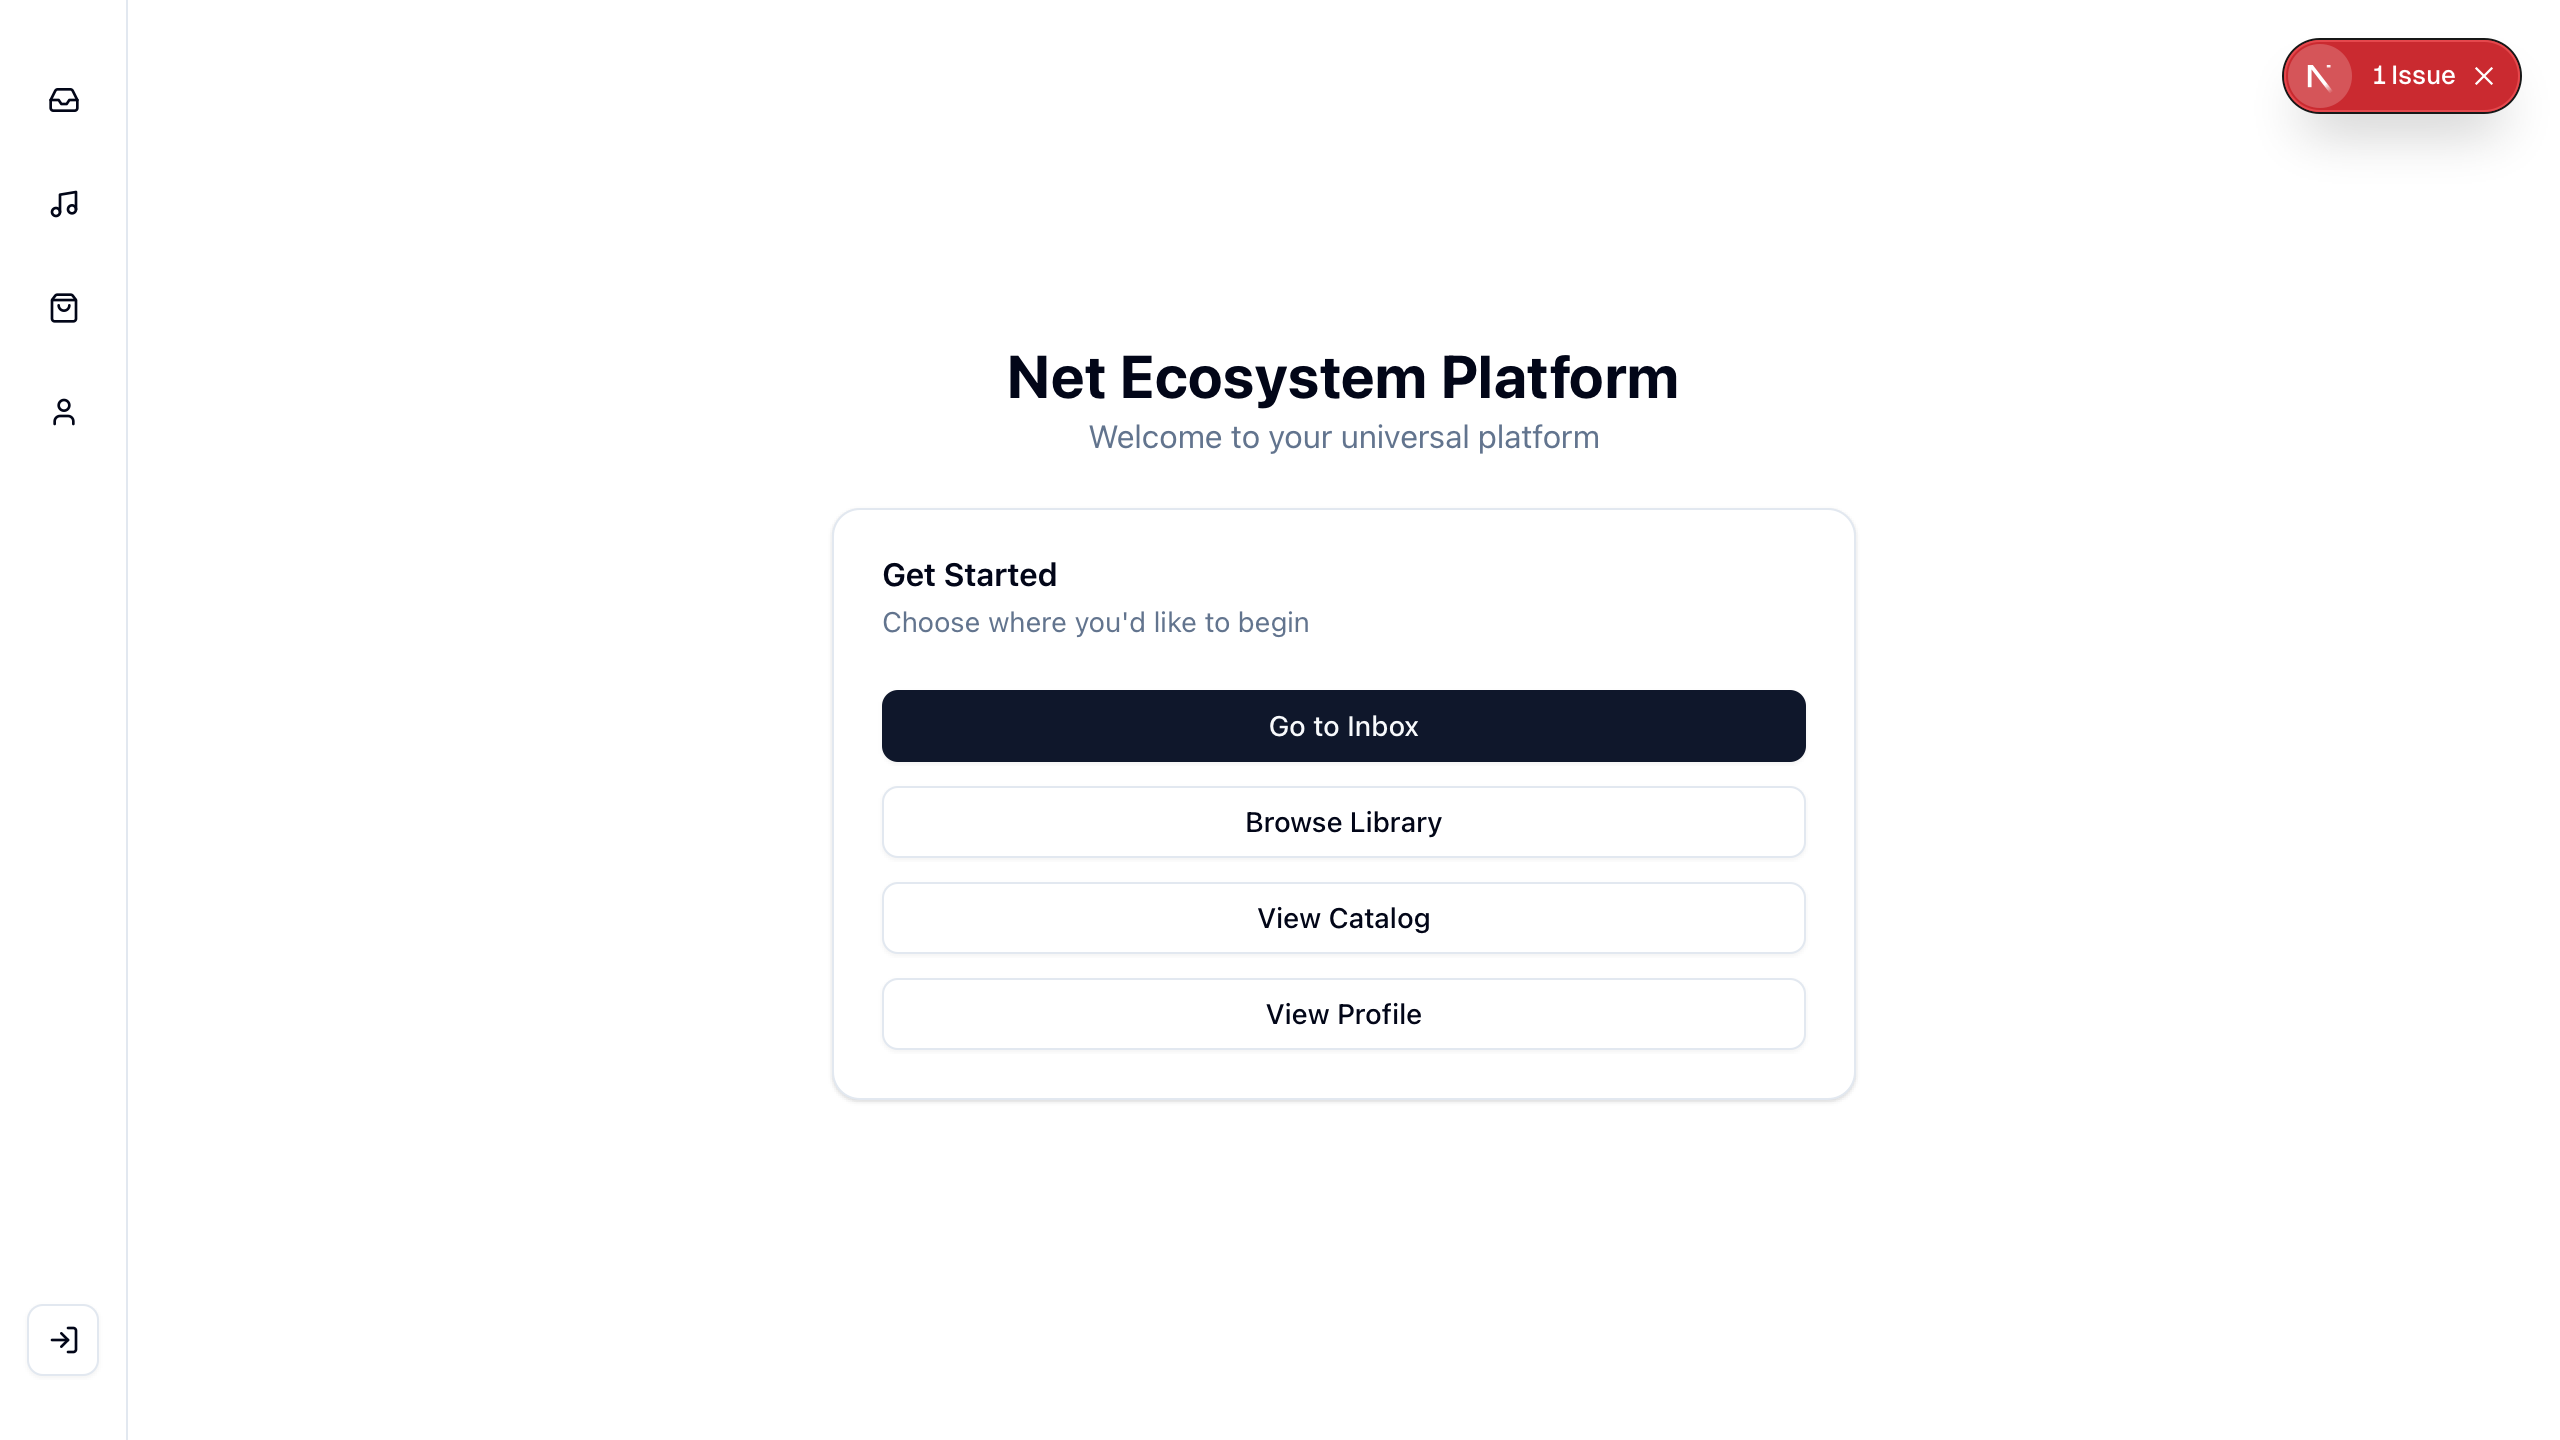 1 Issue
Net Ecosystem Platform
Welcome to your universal platform
Get Started
Choose where you'd like to begin
Go to Inbox
Browse Library
View Catalog
View Profile